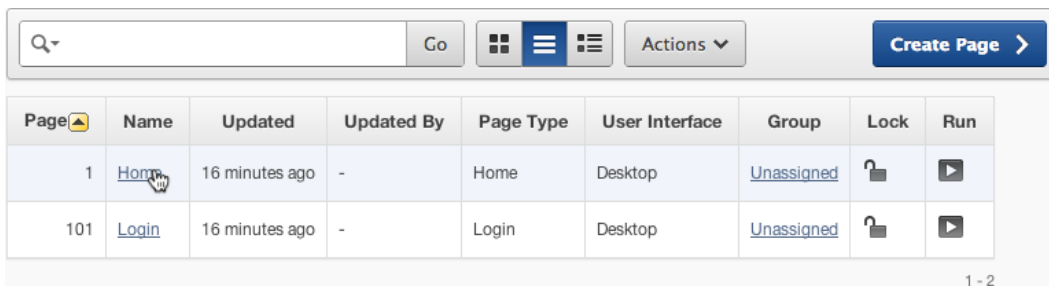 Go Actions Create Page
Page Name Updated Updated By Page Type User Interface Group Lock Run
1 Home 16 minutes ago - Home Desktop Unassigned
101 Login 16 minutes ago - Login Desktop Unassigned
1 - 2